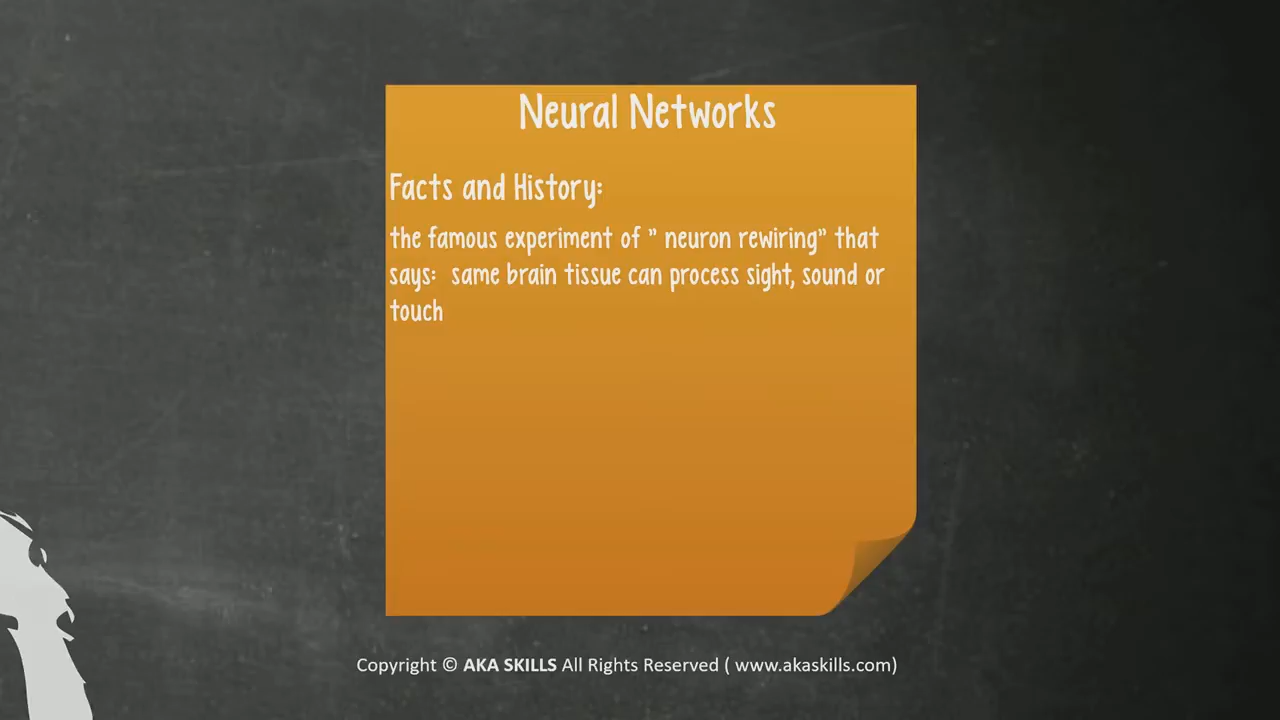 Neural Networks
Facts and History:
the famous experiment of " neuron rewiring" that
says: same brain tissue can process sight, sound or
touch
Copyright © AKA SKILLS All Rights Reserved ( www.akaskills.com)